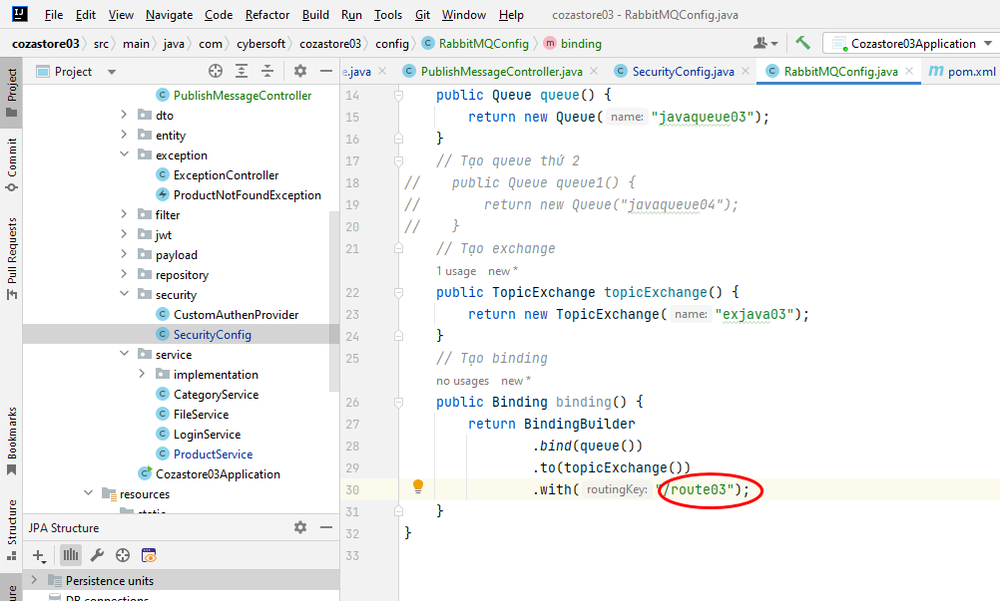 File Edit View Navigate Code Refactor Build Run Tools Git Window Help cozastore03 - RabbitMQConfig.java
cozastore03 src main java com cybersoft cozastore03 config RabbitMQConfig binding Cozastore03Application
Project
e.java PublishMessageController.java SecurityConfig.java RabbitMQConfig.java pom.xml
Project
Commit
Pull Requests
Bookmarks
Structure
PublishMessageController
dto
entity
exception
ExceptionController
ProductNotFoundException
filter
jwt
payload
repository
security
CustomAuthenProvider
SecurityConfig
service
implementation
CategoryService
FileService
LoginService
ProductService
Cozastore03Application
resources
static
JPA Structure
Persistence units
DB connections
14 public Queue queue() {
15 return new Queue( name: "javaqueue03");
16 }
17 // Tạo queue thứ 2
18 // public Queue queue1() {
19 // return new Queue("javaqueue04");
20 // }
21 // Tạo exchange
1 usage new *
22 public TopicExchange topicExchange() {
23 return new TopicExchange( name: "exjava03");
24 }
25 // Tạo binding
no usages new *
26 public Binding binding() {
27 return BindingBuilder
28 .bind(queue())
29 .to(topicExchange())
30 .with( routingKey: "/route03");
31 }
32 }
33